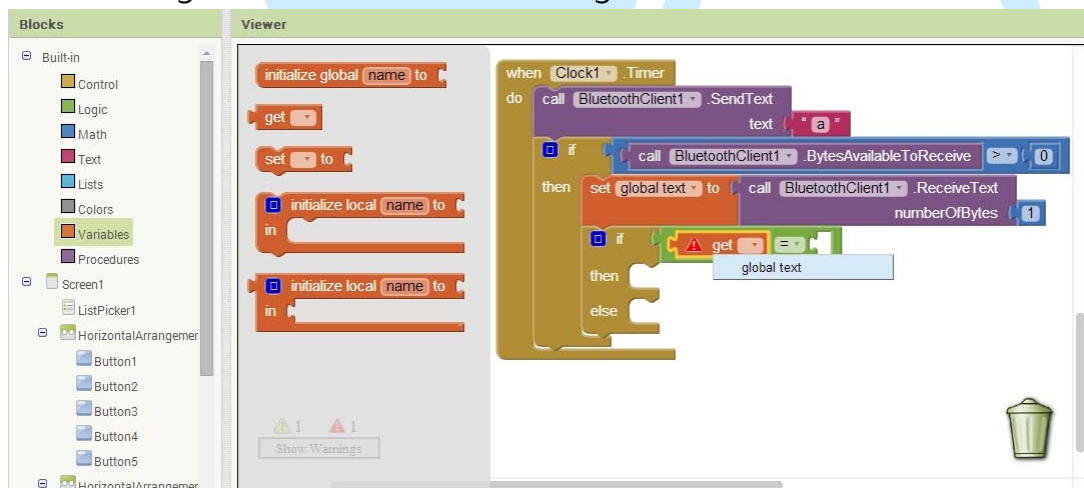 Blocks
Viewer
Built-in
Control
Logic
Math
Text
Lists
Colors
Variables
Procedures
Screen1
ListPicker1
HorizontalArrangemer
Button1
Button2
Button3
Button4
Button5
HorizontalArrangemer
initialize global name to
get
set to
initialize local name to
in
initialize local name to
in
1 1
Show Warnings
when Clock1 .Timer
do call BluetoothClient1 .SendText
text " a "
if call BluetoothClient1 .BytesAvailableToReceive > 0
then set global text to call BluetoothClient1 .ReceiveText
numberOfBytes 1
if get =
global text
then
else